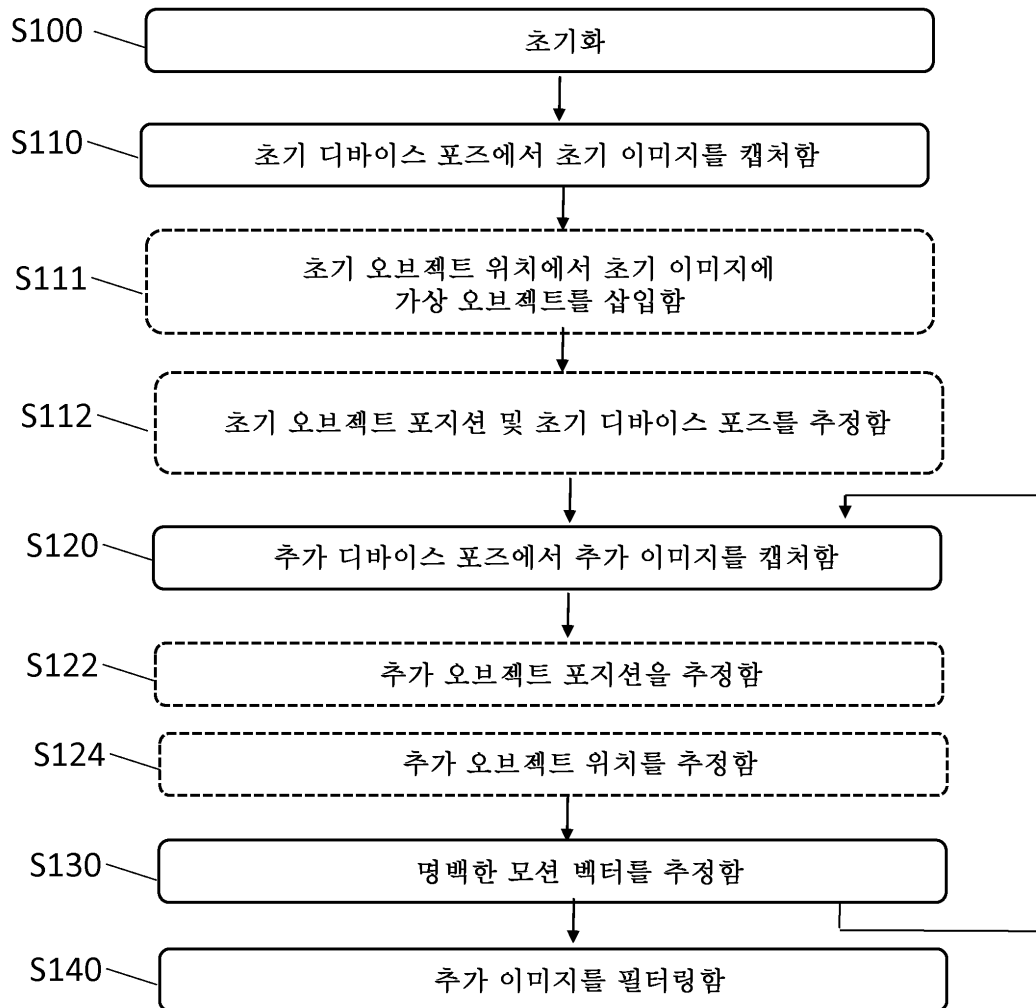 S100
초기화
S110
초기 디바이스 포즈에서 초기 이미지를 캡처함
S111
초기 오브젝트 위치에서 초기 이미지에
가상 오브젝트를 삽입함
S112
초기 오브젝트 포지션 및 초기 디바이스 포즈를 추정함
S120
추가 디바이스 포즈에서 추가 이미지를 캡처함
S122
추가 오브젝트 포지션을 추정함
S124
추가 오브젝트 위치를 추정함
S130
명백한 모션 벡터를 추정함
S140
추가 이미지를 필터링함